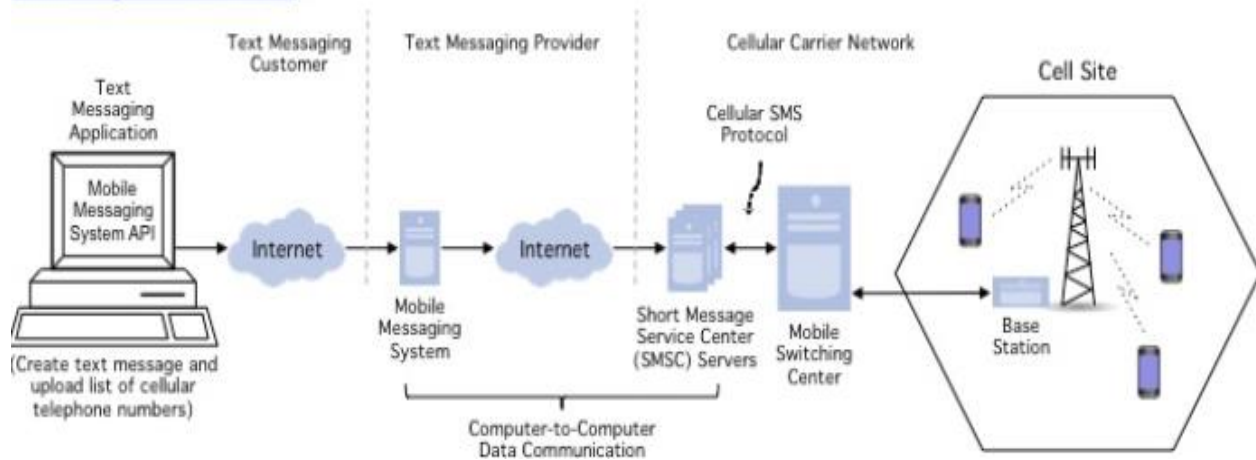 Text Messaging
Customer
Text Messaging Provider
Cellular Carrier Network
Text
Messaging
Application
Mobile
Messaging
System API
Internet
Mobile
Messaging
System
Internet
Cellular SMS
Protocol
Short Message
Service Center
(SMSC) Servers
Mobile
Switching
Center
Cell Site
Base
Station
(Create text message and
upload list of cellular
telephone numbers)
Computer-to-Computer
Data Communication